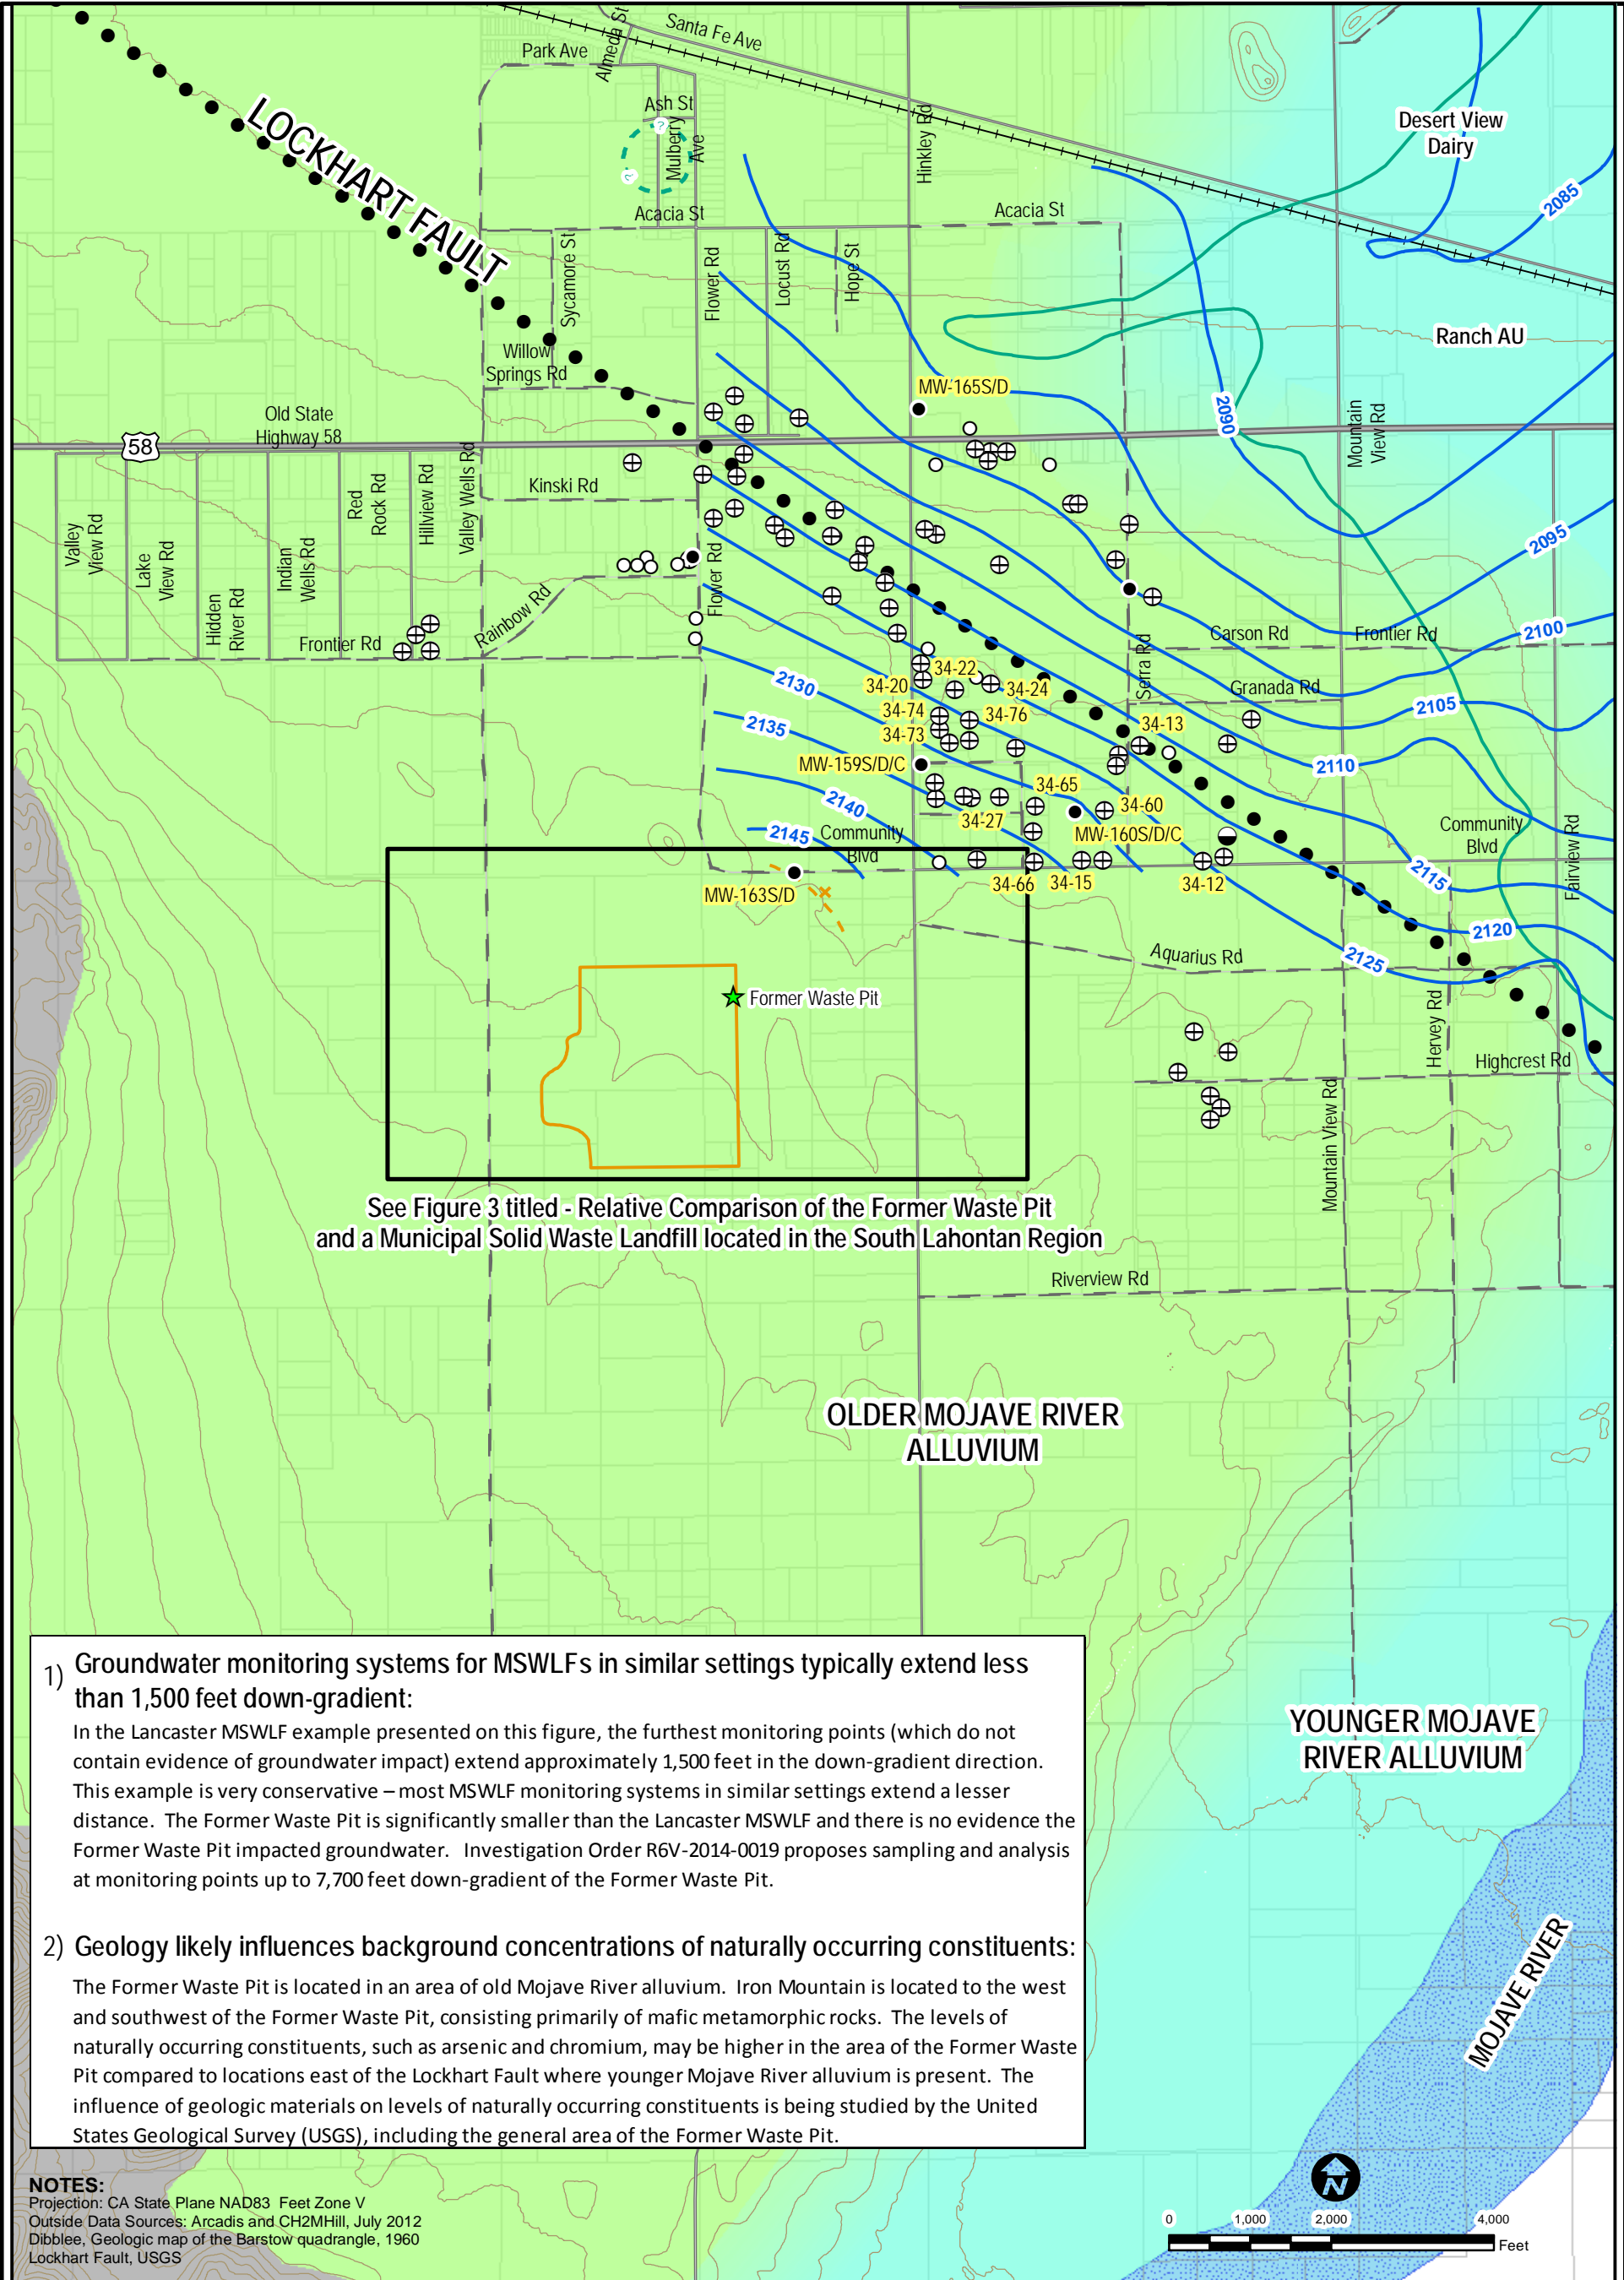 Santa Fe Ave
Park Ave
Almeda St
Ash St
?
Mulberry
Ave
?
Acacia St
Acacia St
Hinkley Rd
Desert View
Dairy
2085
LOCKHART FAULT
Sycamore St
Flower Rd
Locust Rd
Hope St
Ranch AU
Willow
Springs Rd
MW-165S/D
2090
Old State
Highway 58
58
Mountain
View Rd
Valley
View Rd
Lake
View Rd
Hidden
River Rd
Indian
Wells Rd
Red
Rock Rd
Hillview Rd
Valley Wells Rd
Kinski Rd
2095
Flower Rd
Rainbow Rd
Frontier Rd
Carson Rd
Frontier Rd
2100
Serra Rd
34-22
34-20
34-24
Granada Rd
2130
2105
34-74
34-76
34-13
2135
34-73
MW-159S/D/C
2110
34-65
2140
34-60
34-27
2145
Community
Blvd
MW-160S/D/C
Community
Blvd
Fairview Rd
MW-163S/D
34-66
34-15
34-12
2115
2120
Aquarius Rd
2125
Former Waste Pit
Hervey Rd
Highcrest Rd
Mountain View Rd
See Figure 3 titled - Relative Comparison of the Former Waste Pit
and a Municipal Solid Waste Landfill located in the South Lahontan Region
Riverview Rd
OLDER MOJAVE RIVER
ALLUVIUM
1) Groundwater monitoring systems for MSWLFs in similar settings typically extend less
than 1,500 feet down-gradient:
In the Lancaster MSWLF example presented on this figure, the furthest monitoring points (which do not
contain evidence of groundwater impact) extend approximately 1,500 feet in the down-gradient direction.
This example is very conservative – most MSWLF monitoring systems in similar settings extend a lesser
distance. The Former Waste Pit is significantly smaller than the Lancaster MSWLF and there is no evidence the
Former Waste Pit impacted groundwater. Investigation Order R6V-2014-0019 proposes sampling and analysis
at monitoring points up to 7,700 feet down-gradient of the Former Waste Pit.
2) Geology likely influences background concentrations of naturally occurring constituents:
The Former Waste Pit is located in an area of old Mojave River alluvium. Iron Mountain is located to the west
and southwest of the Former Waste Pit, consisting primarily of mafic metamorphic rocks. The levels of
naturally occurring constituents, such as arsenic and chromium, may be higher in the area of the Former Waste
Pit compared to locations east of the Lockhart Fault where younger Mojave River alluvium is present. The
influence of geologic materials on levels of naturally occurring constituents is being studied by the United
States Geological Survey (USGS), including the general area of the Former Waste Pit.
YOUNGER MOJAVE
RIVER ALLUVIUM
MOJAVE RIVER
NOTES:
Projection: CA State Plane NAD83 Feet Zone V
Outside Data Sources: Arcadis and CH2MHill, July 2012
Dibblee, Geologic map of the Barstow quadrangle, 1960
Lockhart Fault, USGS
N
0 1,000 2,000 4,000
Feet